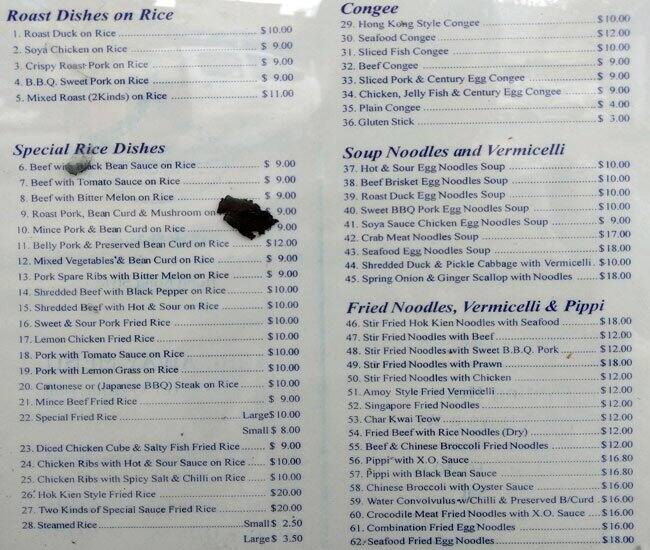 Roast Dishes on Rice
1. Roast Duck on Rice $10.00
2. Soya Chicken on Rice $ 9.00
3. Crispy Roast Pork on Rice $ 9.00
4. B.B.Q. Sweet Pork on Rice $ 9.00
5. Mixed Roast (2Kinds) on Rice $11.00
Special Rice Dishes
6. Beef with Black Bean Sauce on Rice $ 9.00
7. Beef with Tomato Sauce on Rice $ 9.00
8. Beef with Bitter Melon on Rice $ 9.00
9. Roast Pork, Bean Curd & Mushroom on 9.00
10. Mince Pork & Bean Curd on Rice 9.00
11. Belly Pork & Preserved Bean Curd on Rice $12.00
12. Mixed Vegetables & Bean Curd on Rice $ 9.00
13. Pork Spare Ribs with Bitter Melon on Rice $ 9.00
14. Shredded Beef with Black Pepper on Rice $10.00
15. Shredded Beef with Hot & Sour on Rice $10.00
16. Sweet & Sour Pork Fried Rice $10.00
17. Lemon Chicken Fried Rice $10.00
18. Pork with Tomato Sauce on Rice $10.00
19. Pork with Lemon Grass on Rice $10.00
20. Cantonese or (Japanese BBQ) Steak on Rice $10.00
21. Mince Beef Fried Rice $ 9.00
22. Special Fried Rice Large$10.00
Small $ 8.00
23. Diced Chicken Cube & Salty Fish Fried Rice $ 9.00
24. Chicken Ribs with Hot & Sour Sauce on Rice $10.00
25. Chicken Ribs with Spicy Salt & Chilli on Rice $10.00
26. Hok Kien Style Fried Rice $20.00
27. Two Kinds of Special Sauce Fried Rice $20.00
28. Steamed Rice Small$ 2.50
Large$ 3.50
Congee
29. Hong Kong Style Congee $10.00
30. Seafood Congee $12.00
31. Sliced Fish Congee $10.00
32. Beef Congee $ 9.00
33. Sliced Pork & Century Egg Congee $ 9.00
34. Chicken, Jelly Fish & Century Egg Congee $ 9.00
35. Plain Congee $ 4.00
36. Gluten Stick $ 3.00
Soup Noodles and Vermicelli
37. Hot & Sour Egg Noodles Soup $10.00
38. Beef Brisket Egg Noodles Soup $10.00
39. Roast Duck Egg Noodles Soup $10.00
40. Sweet BBQ Pork Egg Noodles Soup $10.00
41. Soya Sauce Chicken Egg Noodles Soup $ 9.00
42. Crab Meat Noodles Soup $17.00
43. Seafood Egg Noodles Soup $18.00
44. Shredded Duck & Pickle Cabbage with Vermicelli. $10.00
45. Spring Onion & Ginger Scallop with Noodles $18.00
Fried Noodles, Vermicelli & Pippi
46. Stir Fried Hok Kien Noodles with Seafood $18.00
47. Stir Fried Noodles with Beef $12.00
48. Stir Fried Noodles with Sweet B.B.Q. Pork $12.00
49. Stir Fried Noodles with Prawn $18.00
50. Stir Fried Noodles with Chicken $12.00
51. Amoy Style Fried Vermicelli $12.00
52. Singapore Fried Noodles $12.00
53. Char Kwai Teow $12.00
54. Fried Beef with Rice Noodles (Dry) $12.00
55. Beef & Chinese Broccoli Fried Noodles $12.00
56. Pippi with X.O. Sauce $16.80
57. Pippi with Black Bean Sauce $16.80
58. Chinese Broccoli with Oyster Sauce $16.00
59. Water Convolvulus w/Chilli & Preserved B/Curd $16.00
60. Crocodile Meat Fried Noodles with X.O. Sauce $16.00
61. Combination Fried Egg Noodles $16.00
62. Seafood Fried Egg Noodles $18.00